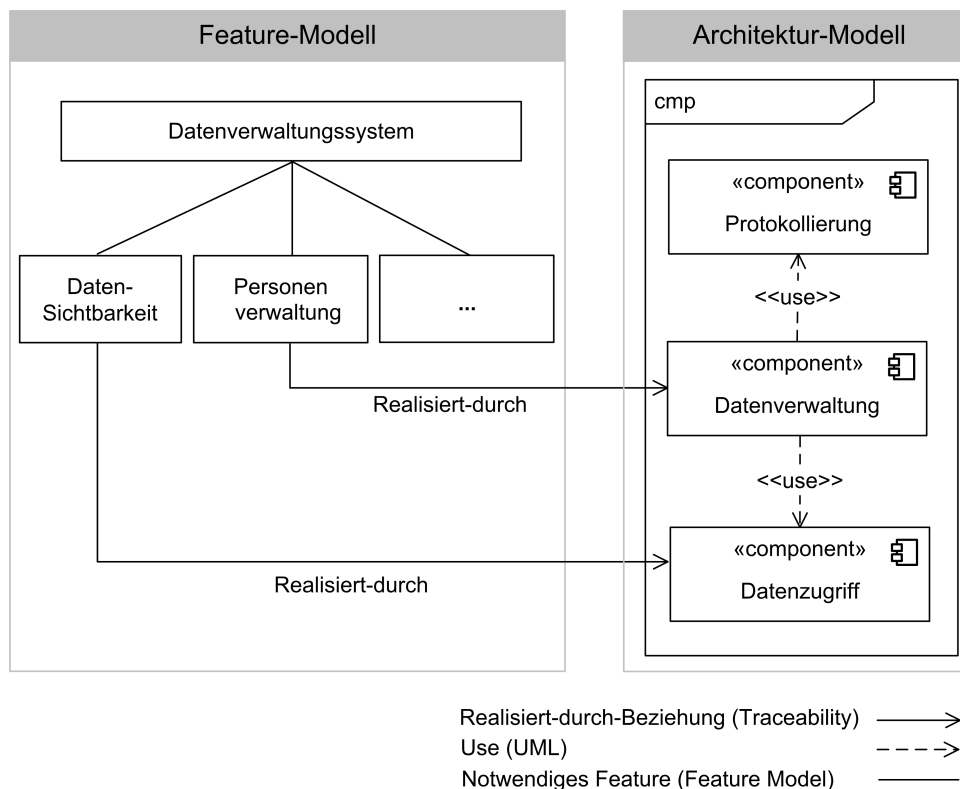 Feature-Modell
Architektur-Modell
Datenverwaltungssystem
Daten-
Sichtbarkeit
Personen
verwaltung
...
Realisiert-durch
Realisiert-durch
cmp
«component»
Protokollierung
<<use>>
«component»
Datenverwaltung
<<use>>
«component»
Datenzugriff
Realisiert-durch-Beziehung (Traceability)
Use (UML)
Notwendiges Feature (Feature Model)